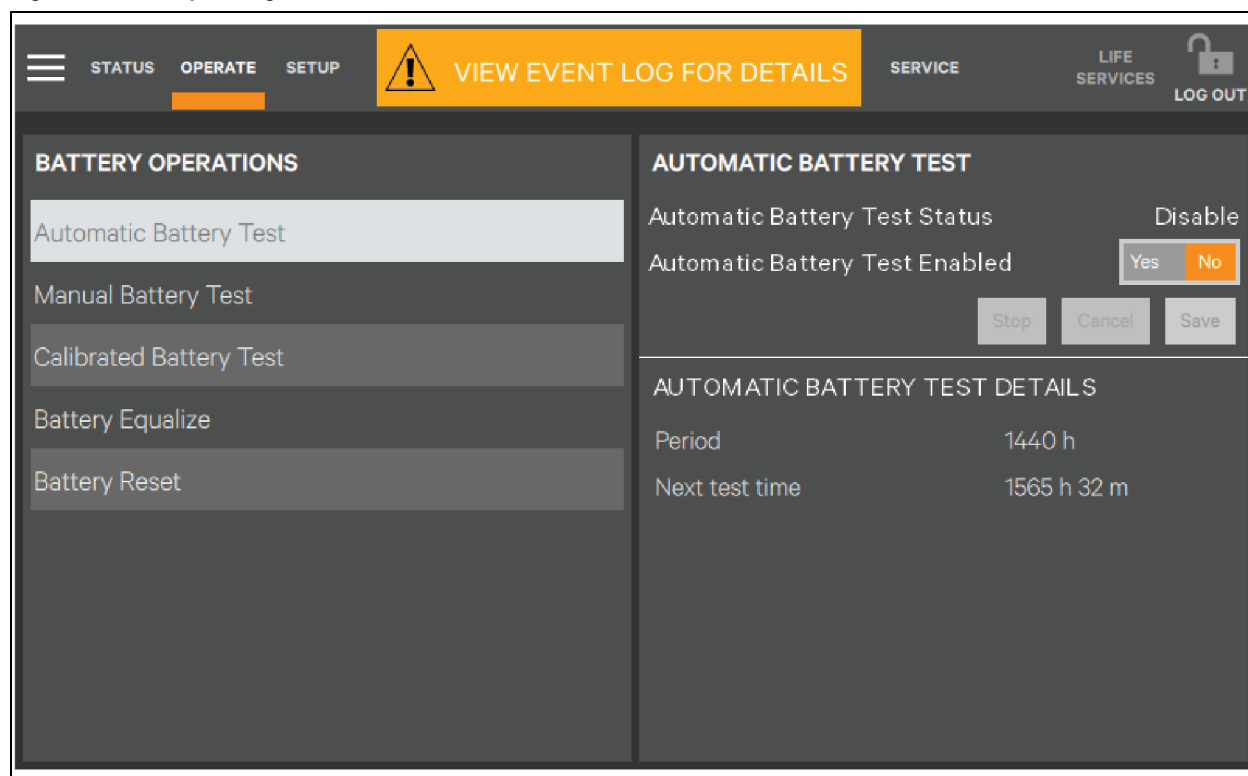 STATUS OPERATE SETUP VIEW EVENT LOG FOR DETAILS SERVICE LIFE SERVICES LOG OUT
BATTERY OPERATIONS
Automatic Battery Test
Manual Battery Test
Calibrated Battery Test
Battery Equalize
Battery Reset
AUTOMATIC BATTERY TEST
Automatic Battery Test Status Disable
Automatic Battery Test Enabled Yes No
Stop Cancel Save
AUTOMATIC BATTERY TEST DETAILS
Period 1440 h
Next test time 1565 h 32 m